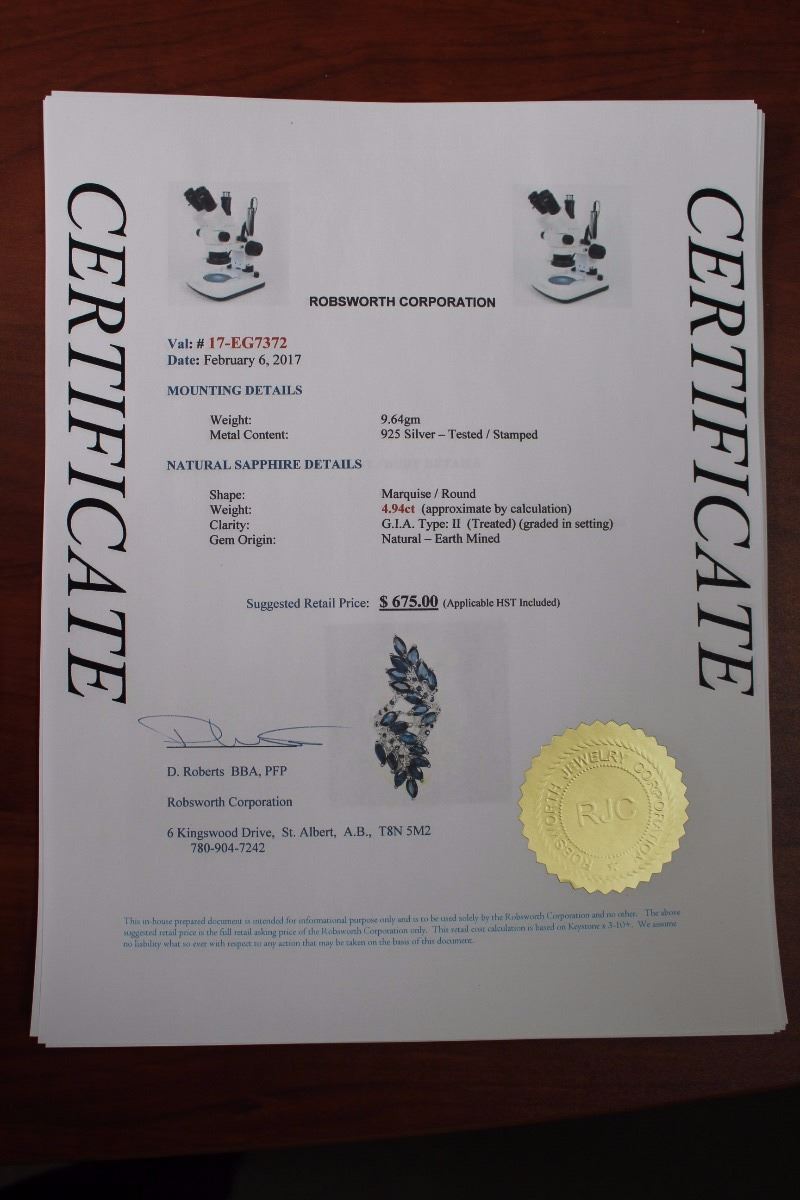 CERTIFICATE
CERTIFICATE
ROBSWORTH CORPORATION
Val: # 17-EG7372
Date: February 6, 2017
MOUNTING DETAILS
Weight: 9.64gm
Metal Content: 925 Silver – Tested / Stamped
NATURAL SAPPHIRE DETAILS
Shape: Marquise / Round
Weight: 4.94ct (approximate by calculation)
Clarity: G.I.A. Type: II (Treated) (graded in setting)
Gem Origin: Natural – Earth Mined
Suggested Retail Price: $ 675.00 (Applicable HST Included)
D. Roberts BBA, PFP
Robsworth Corporation
6 Kingswood Drive, St. Albert, A.B., T8N 5M2
780-904-7242
ROBSWORTH JEWELRY CORPORATION
RJC
This in-house prepared document is intended for informational purpose only and is to be used solely by the Robsworth Corporation and no other. The above
suggested retail price is the full retail asking price of the Robsworth Corporation only. This retail cost calculation is based on Keystone x 3-10+. We assume
no liability what so ever with respect to any action that may be taken on the basis of this document.